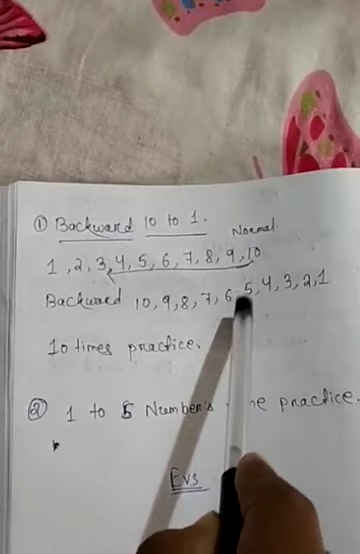 ① Backward 10 to 1.
Normal
1, 2, 3, 4, 5, 6, 7, 8, 9, 10
Backward 10, 9, 8, 7, 6, 5, 4, 3, 2, 1
10 times practice.
② 1 to 5 Number's practice.
Evs